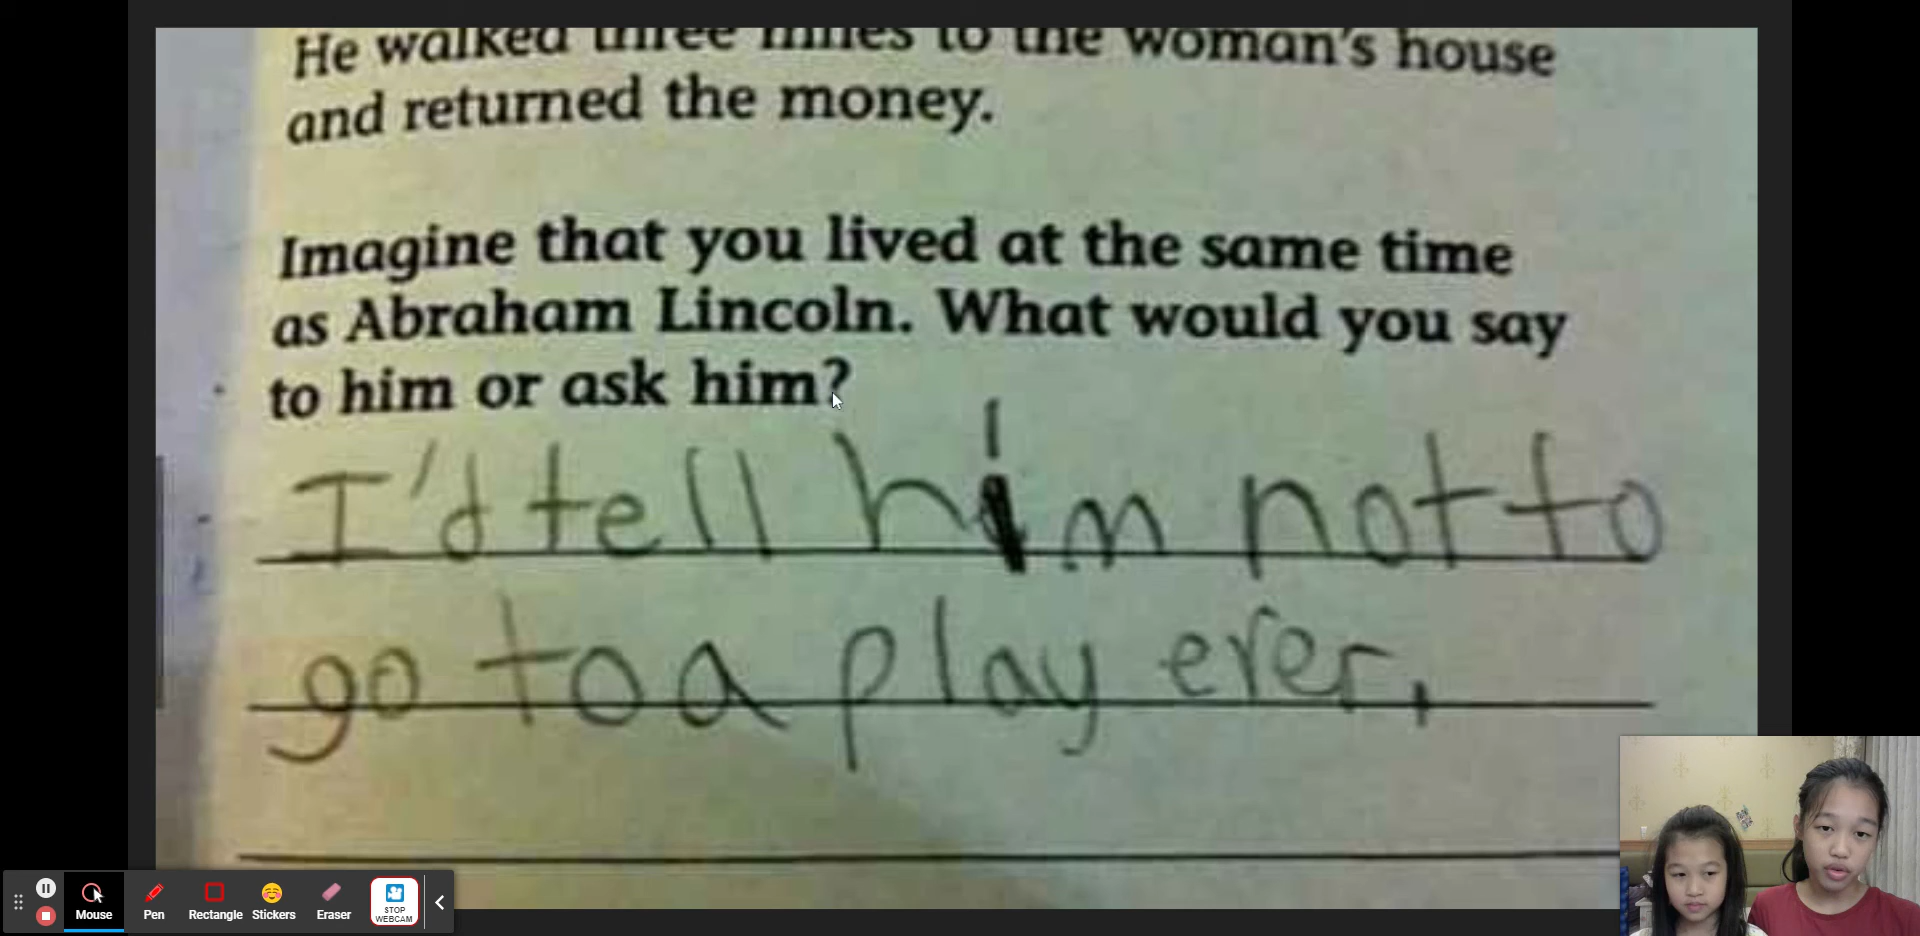 He walked three miles to the woman's house
and returned the money.
Imagine that you lived at the same time
as Abraham Lincoln. What would you say
to him or ask him?
I'd tell him not to
go to a play ever.
Mouse
Pen
Rectangle
Stickers
Eraser
STOP
WEBCAM